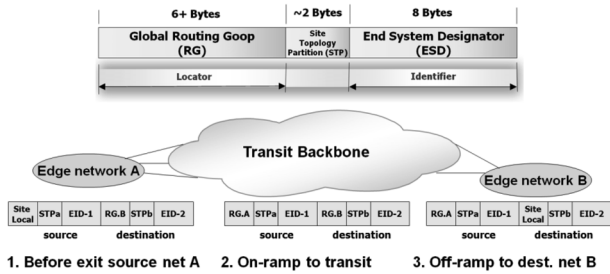 6+ Bytes ~2 Bytes 8 Bytes
Global Routing Goop
(RG)
Site
Topology
Partition (STP)
End System Designator
(ESD)
Locator Identifier
Transit Backbone
Edge network A
Edge network B
Site
Local STPa EID-1 RG.B STPb EID-2
source destination
RG.A STPa EID-1 RG.B STPb EID-2
source destination
RG.A STPa EID-1 Site
Local STPb EID-2
source destination
1. Before exit source net A 2. On-ramp to transit 3. Off-ramp to dest. net B